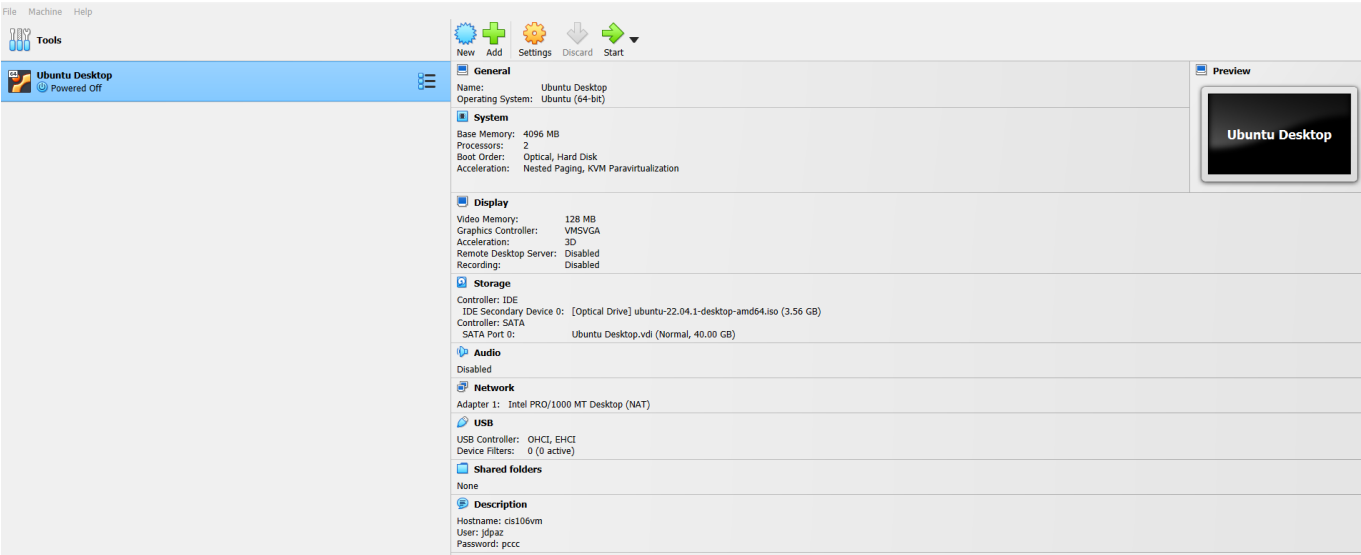 File Machine Help
Tools
64
Ubuntu Desktop
Powered Off
New Add Settings Discard Start
General
Name: Ubuntu Desktop
Operating System: Ubuntu (64-bit)
System
Base Memory: 4096 MB
Processors: 2
Boot Order: Optical, Hard Disk
Acceleration: Nested Paging, KVM Paravirtualization
Preview
Ubuntu Desktop
Display
Video Memory: 128 MB
Graphics Controller: VMSVGA
Acceleration: 3D
Remote Desktop Server: Disabled
Recording: Disabled
Storage
Controller: IDE
IDE Secondary Device 0: [Optical Drive] ubuntu-22.04.1-desktop-amd64.iso (3.56 GB)
Controller: SATA
SATA Port 0: Ubuntu Desktop.vdi (Normal, 40.00 GB)
Audio
Disabled
Network
Adapter 1: Intel PRO/1000 MT Desktop (NAT)
USB
USB Controller: OHCI, EHCI
Device Filters: 0 (0 active)
Shared folders
None
Description
Hostname: cis106vm
User: jdpaz
Password: pccc